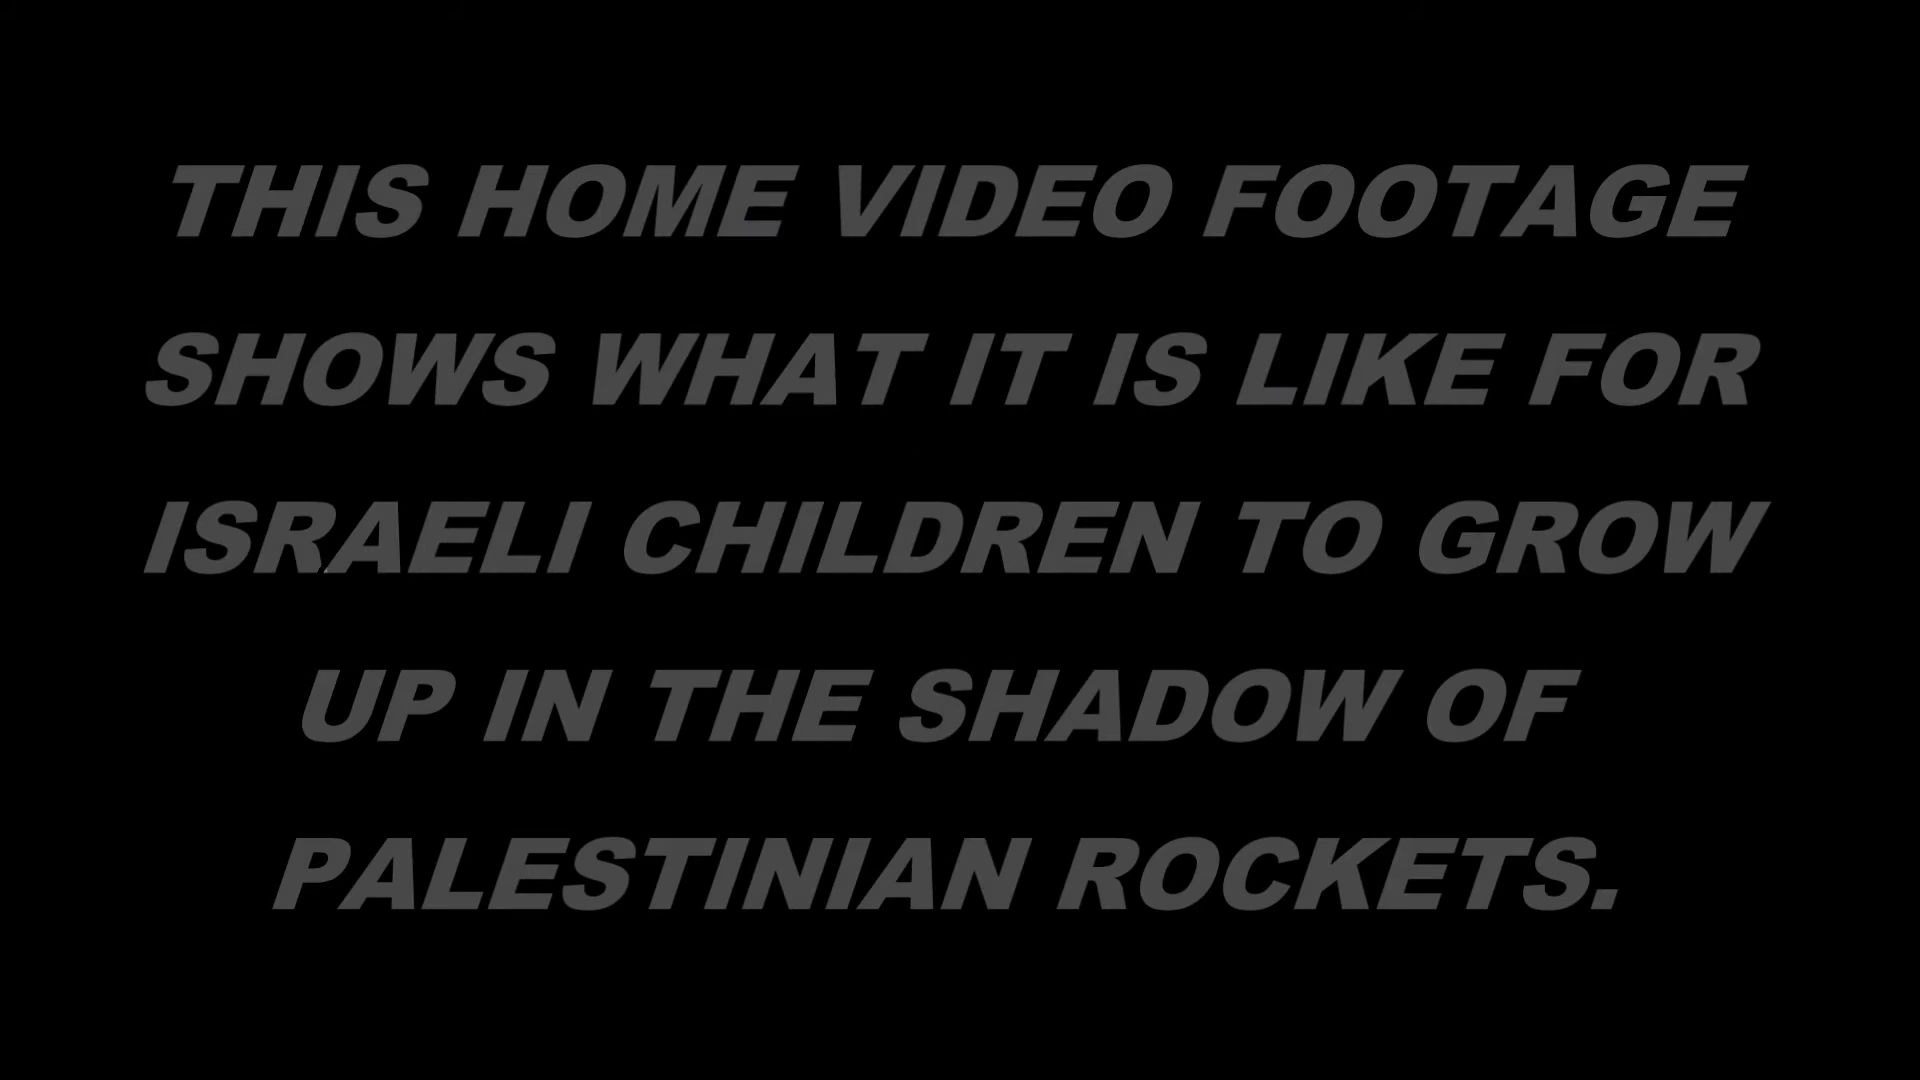 THIS HOME VIDEO FOOTAGE
SHOWS WHAT IT IS LIKE FOR
ISRAELI CHILDREN TO GROW
UP IN THE SHADOW OF
PALESTINIAN ROCKETS.